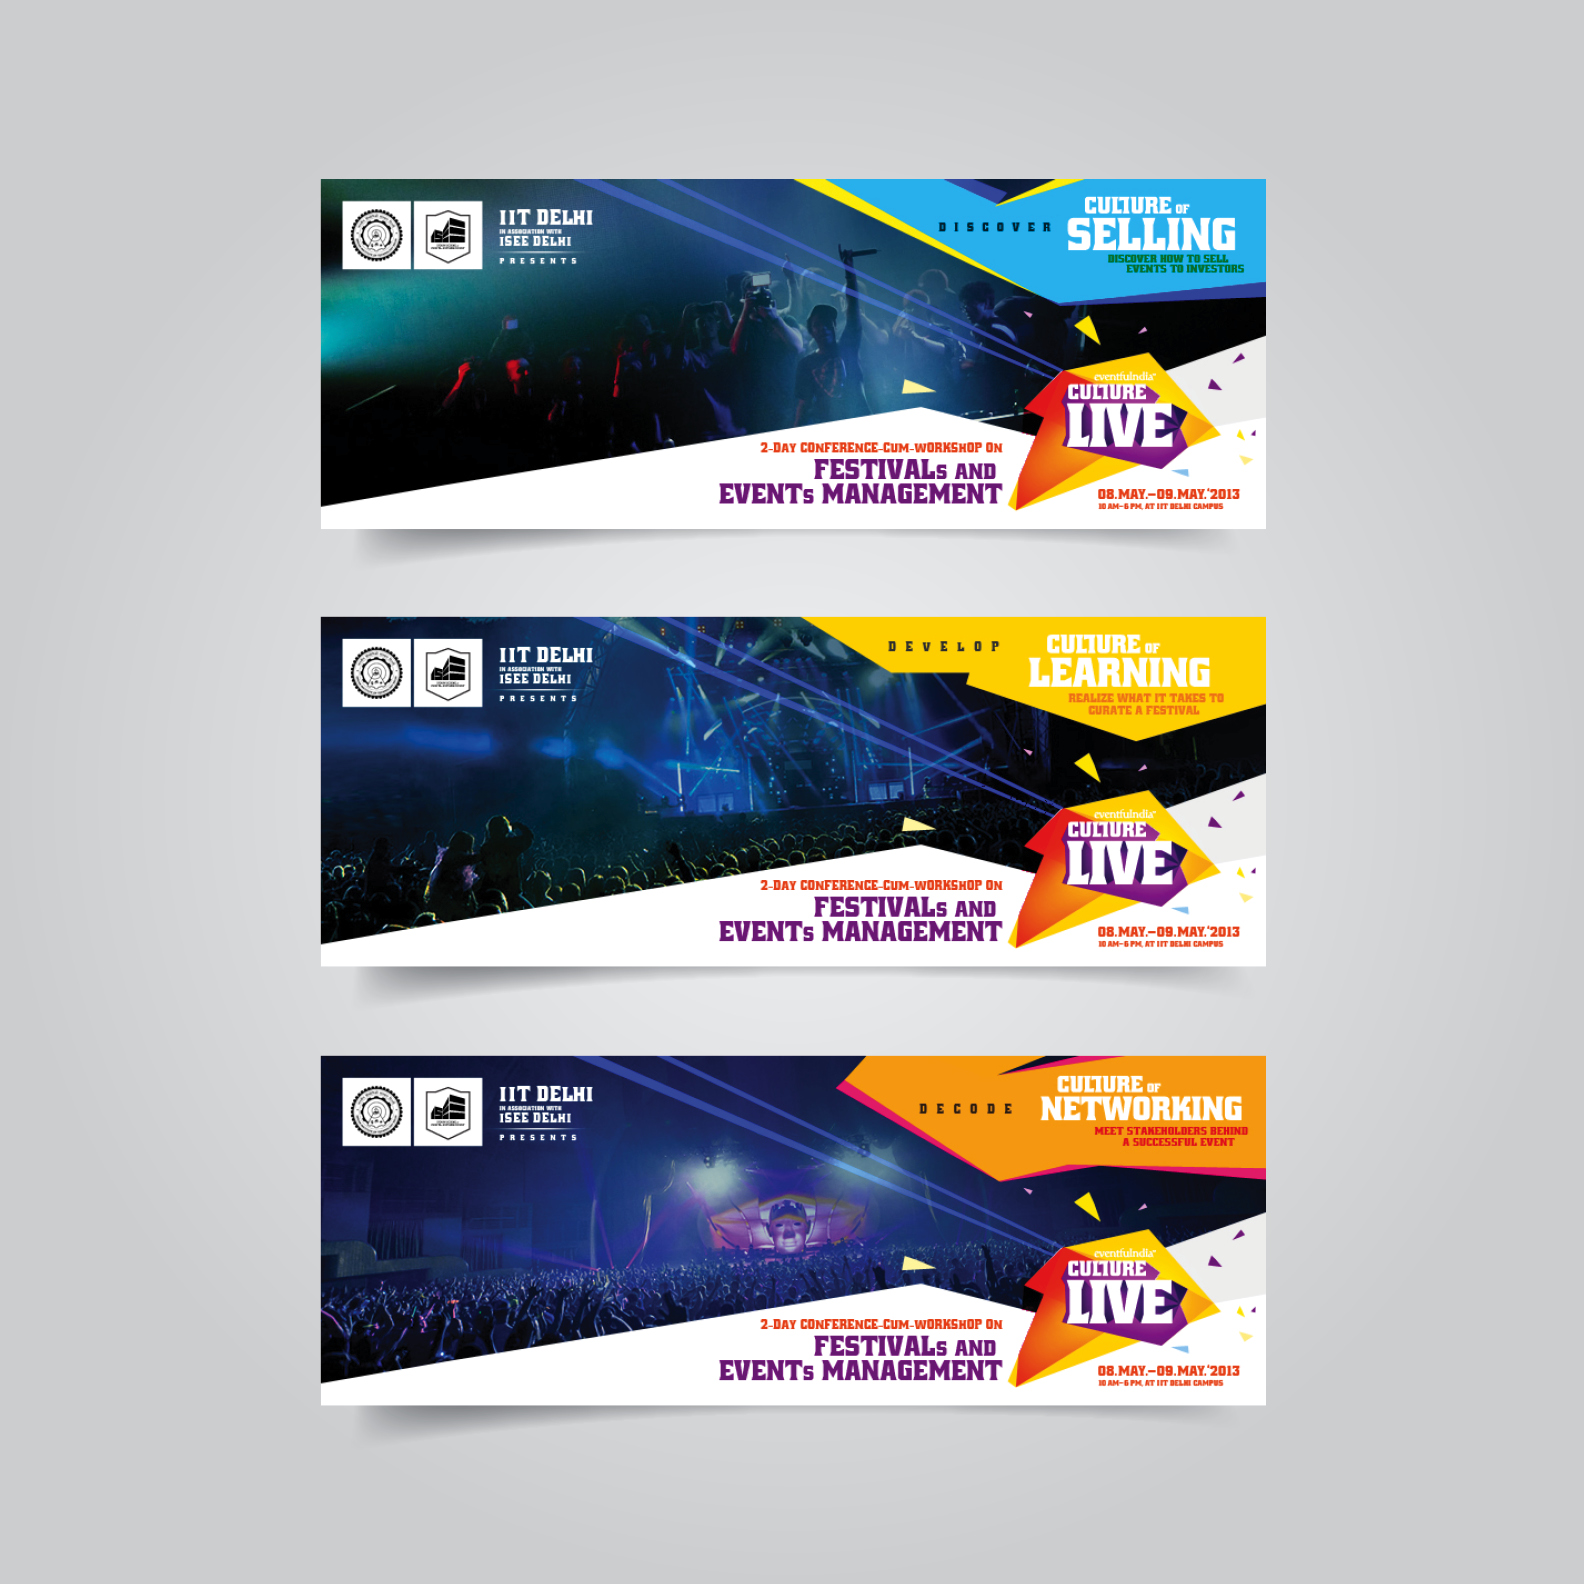 IIT DELHI
IN ASSOCIATION WITH
ISEE DELHI
PRESENTS
DISCOVER
CULTURE OF
SELLING
DISCOVER HOW TO SELL
EVENTS TO INVESTORS
eventfulndia
CULTURE
LIVE
2-DAY CONFERENCE-CUM-WORKSHOP ON
FESTIVALs AND
EVENTs MANAGEMENT
08.MAY.–09.MAY.'2013
10 AM–6 PM, AT IIT DELHI CAMPUS
IIT DELHI
IN ASSOCIATION WITH
ISEE DELHI
PRESENTS
DEVELOP
CULTURE OF
LEARNING
REALIZE WHAT IT TAKES TO
CURATE A FESTIVAL
eventfulndia
CULTURE
LIVE
2-DAY CONFERENCE-CUM-WORKSHOP ON
FESTIVALs AND
EVENTs MANAGEMENT
08.MAY.–09.MAY.'2013
10 AM–6 PM, AT IIT DELHI CAMPUS
IIT DELHI
IN ASSOCIATION WITH
ISEE DELHI
PRESENTS
DECODE
CULTURE OF
NETWORKING
MEET STAKEHOLDERS BEHIND
A SUCCESSFUL EVENT
eventfulndia
CULTURE
LIVE
2-DAY CONFERENCE-CUM-WORKSHOP ON
FESTIVALs AND
EVENTs MANAGEMENT
08.MAY.–09.MAY.'2013
10 AM–6 PM, AT IIT DELHI CAMPUS